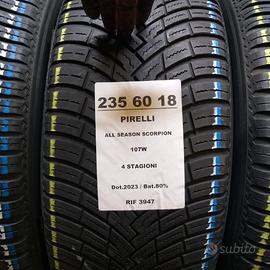 235 60 18
PIRELLI
ALL SEASON SCORPION
107W
4 STAGIONI
Dot.2023 / Bat.80%
RIF 3947
subito